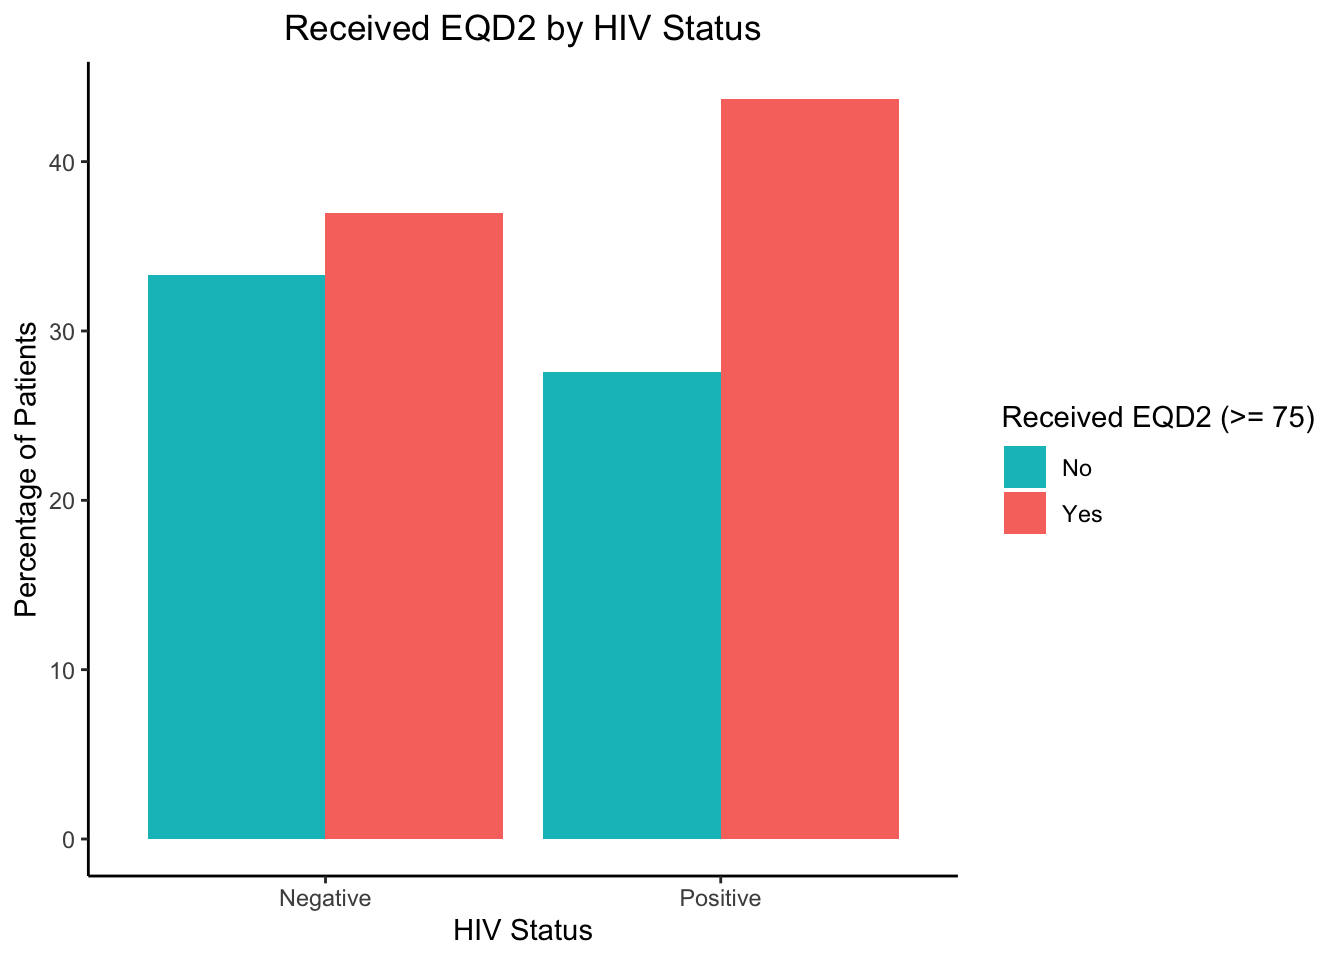 Received EQD2 by HIV Status
Percentage of Patients
40
30
20
10
0
Negative
Positive
HIV Status
Received EQD2 (>= 75)
No
Yes